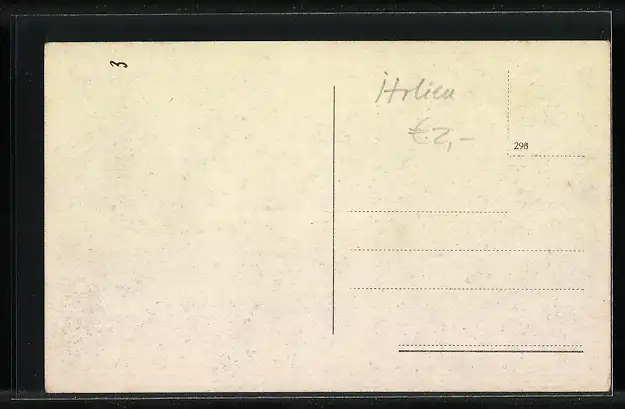 3
Italien
€ 2,-
298